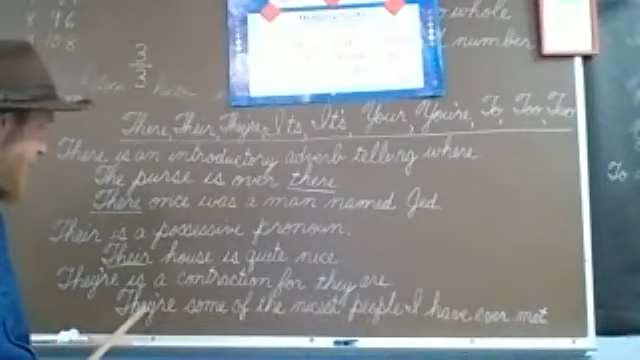 8 96
108
3
3
whole
number
There, Their, They're, Its, It's, Your, You're, To, Too, Two
There is an introductory adverb telling where
The purse is over there
There once was a man named Jed.
Their is a possessive pronoun.
Their house is quite nice
They're is a contraction for they are.
They're some of the nicest people I have ever met
To